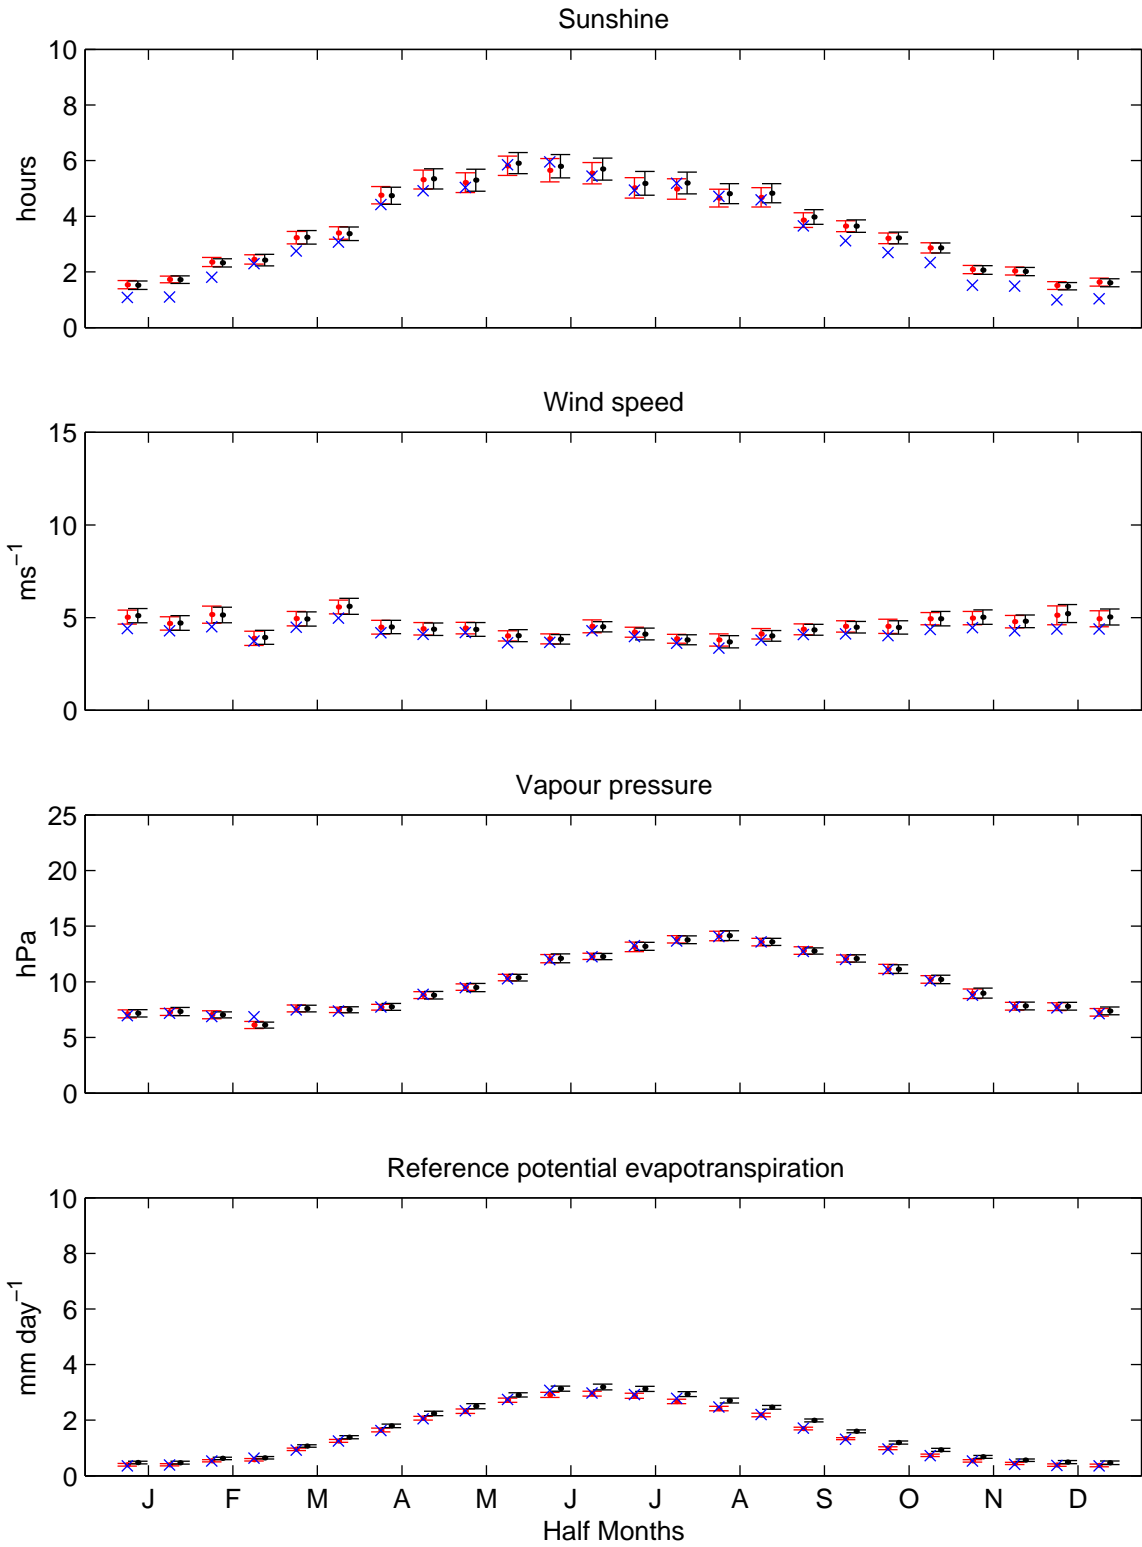 Sunshine
10
8
6
4
2
0
hours
Wind speed
15
10
5
0
ms⁻¹
Vapour pressure
25
20
15
10
5
0
hPa
Reference potential evapotranspiration
10
8
6
4
2
0
mm day⁻¹
J F M A M J J A S O N D
Half Months